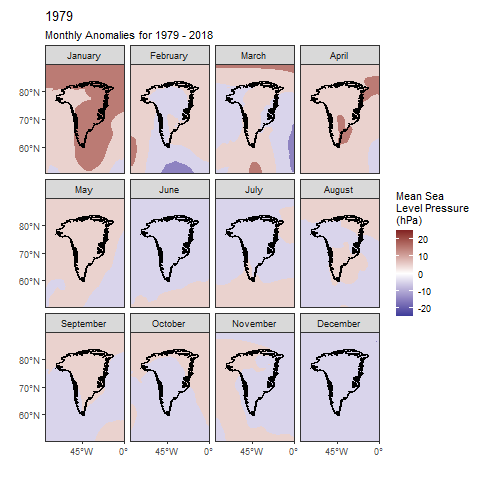 1979
Monthly Anomalies for 1979 - 2018
January February March April
80°N
70°N
60°N
May June July August
80°N
70°N
60°N
Mean Sea
Level Pressure
(hPa)
20
10
0
-10
-20
September October November December
80°N
70°N
60°N
45°W 0° 45°W 0° 45°W 0° 45°W 0°